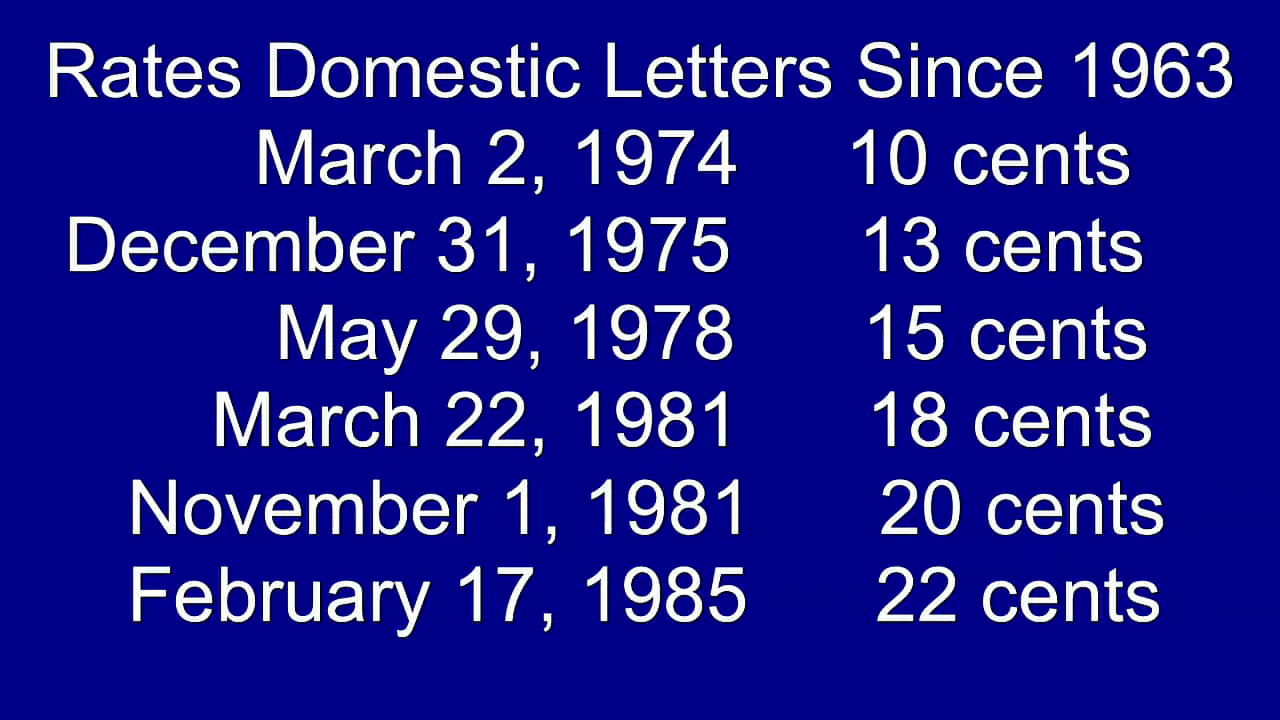 Rates Domestic Letters Since 1963
March 2, 1974 10 cents
December 31, 1975 13 cents
May 29, 1978 15 cents
March 22, 1981 18 cents
November 1, 1981 20 cents
February 17, 1985 22 cents